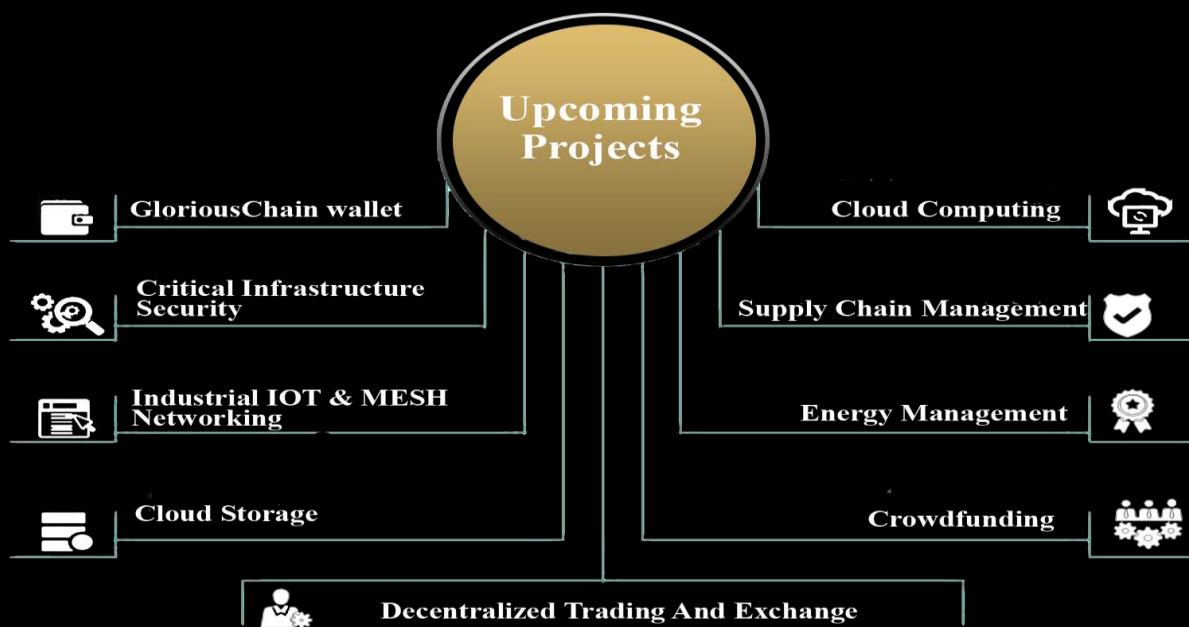 Upcoming
Projects
GloriousChain wallet
Critical Infrastructure
Security
Industrial IOT & MESH
Networking
Cloud Storage
Cloud Computing
Supply Chain Management
Energy Management
Crowdfunding
Decentralized Trading And Exchange